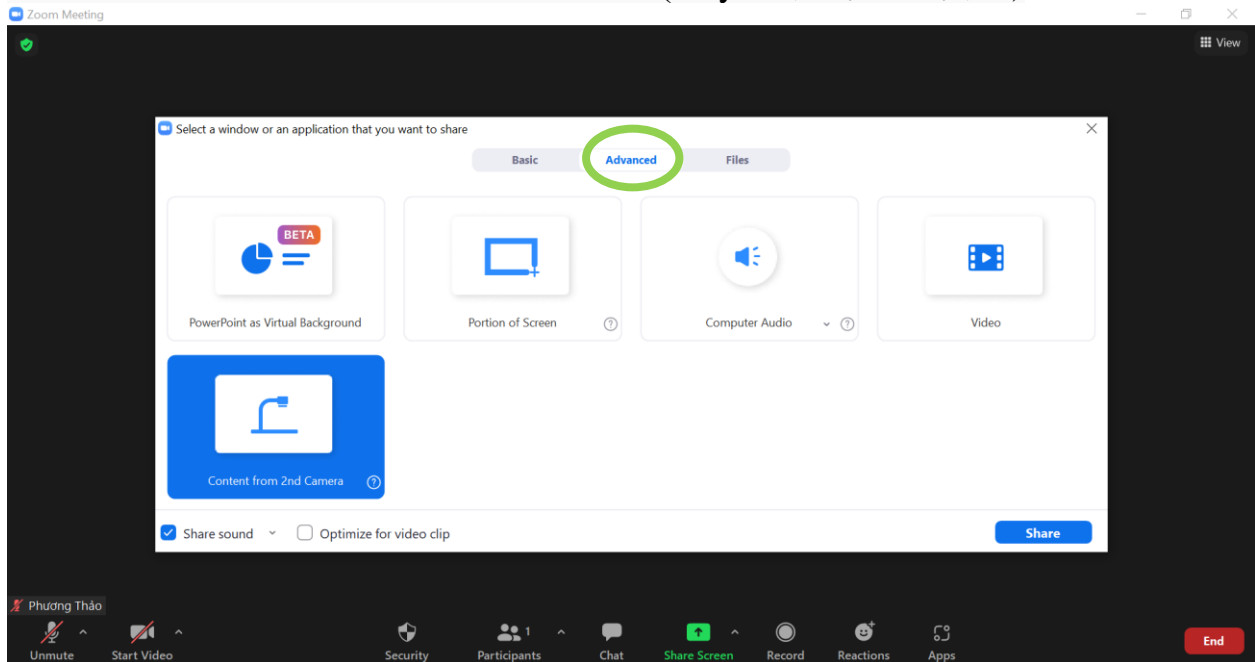 Zoom Meeting
View
Select a window or an application that you want to share
Basic Advanced Files
BETA
PowerPoint as Virtual Background
Portion of Screen
Computer Audio
Video
Content from 2nd Camera
Share sound Optimize for video clip Share
Phương Thảo
Unmute Start Video Security Participants 1 Chat Share Screen Record Reactions Apps End